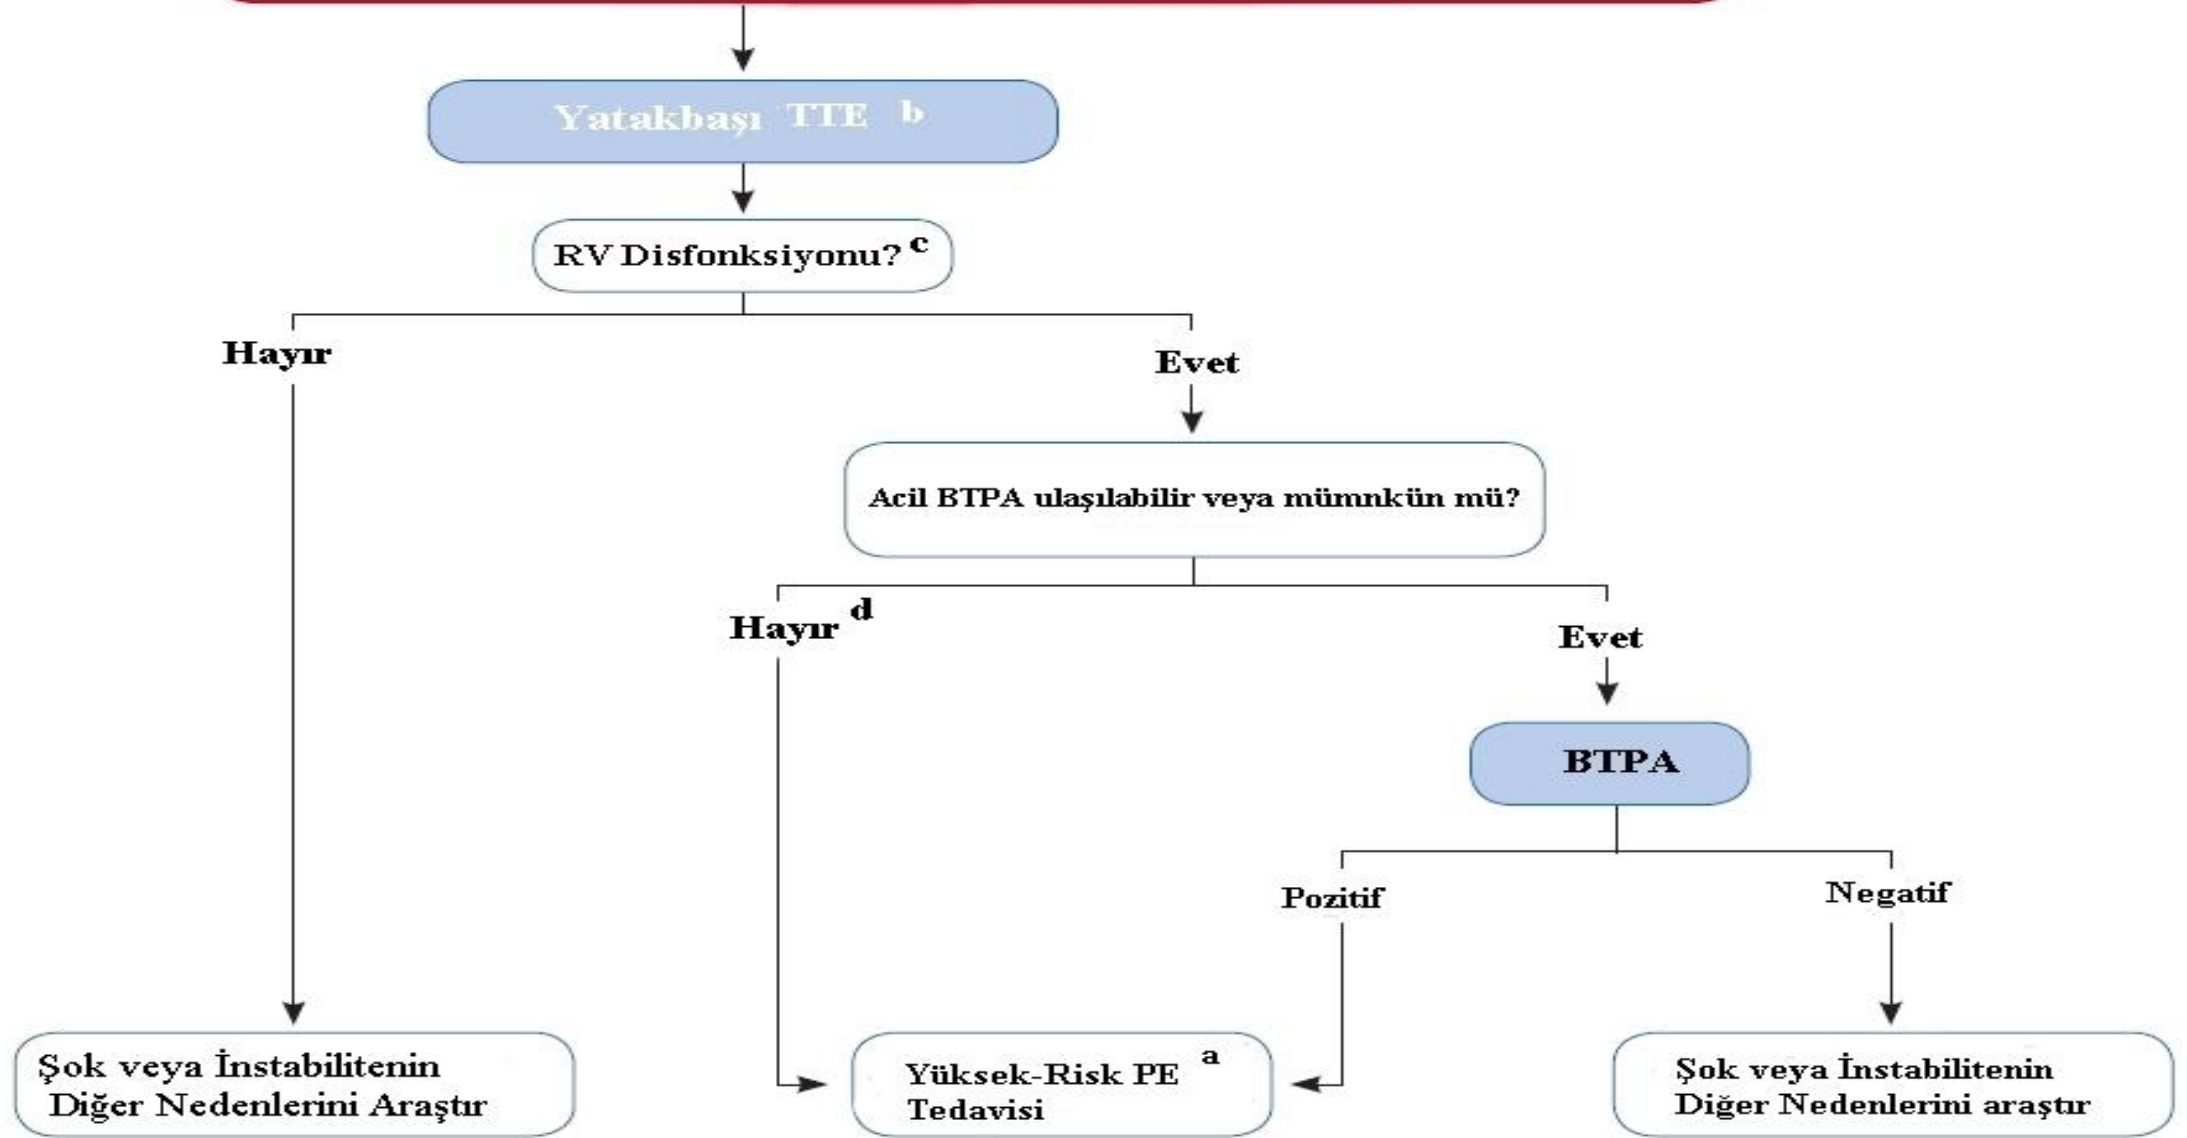 Yatakbaşı TTE b
RV Disfonksiyonu? c
Hayır
Evet
Acil BTPA ulaşılabilir veya mümnkün mü?
Hayır d
Evet
BTPA
Pozitif
Negatif
Şok veya İnstabilitenin
Diğer Nedenlerini Araştır
Yüksek-Risk PE a
Tedavisi
Şok veya İnstabilitenin
Diğer Nedenlerini araştır